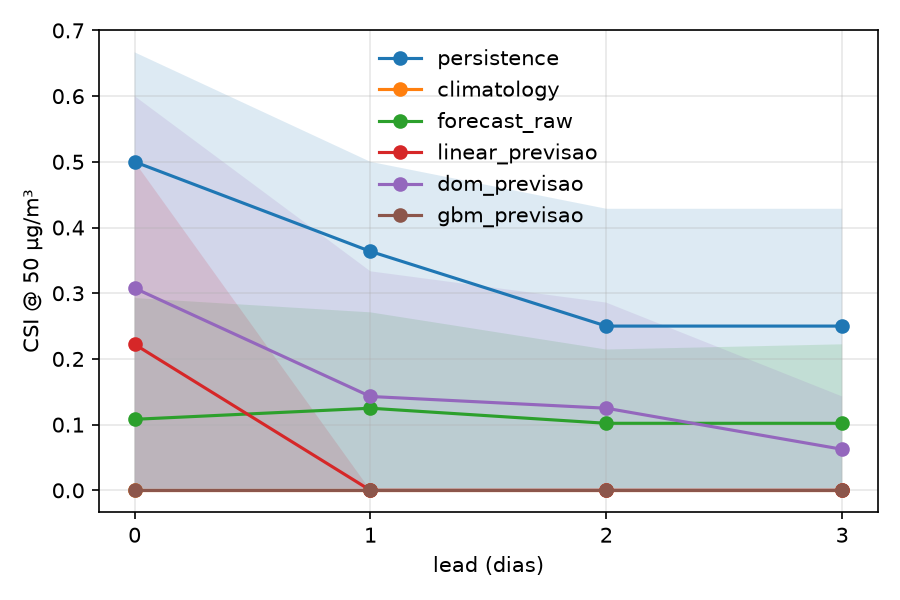 0.7
0.6
0.5
0.4
0.3
0.2
0.1
0.0
CSI @ 50 µg/m³
persistence
climatology
forecast_raw
linear_previsao
dom_previsao
gbm_previsao
0 1 2 3
lead (dias)